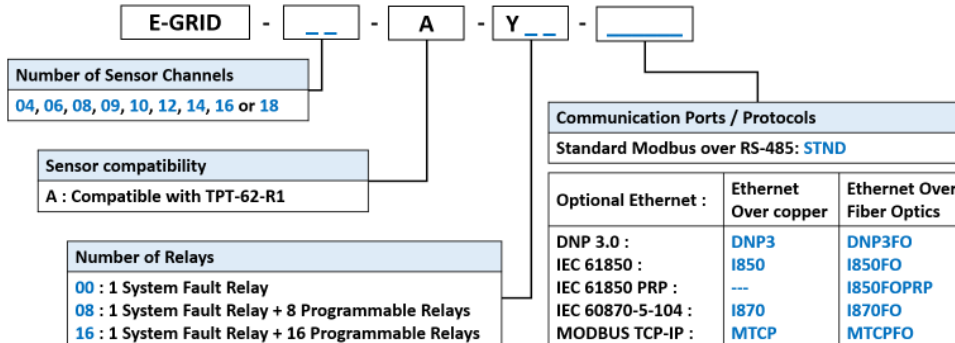 E-GRID - _ _ - A - Y _ _ - ______
Number of Sensor Channels
04, 06, 08, 09, 10, 12, 14, 16 or 18
Sensor compatibility
A : Compatible with TPT-62-R1
Number of Relays
00 : 1 System Fault Relay
08 : 1 System Fault Relay + 8 Programmable Relays
16 : 1 System Fault Relay + 16 Programmable Relays
Communication Ports / Protocols
Standard Modbus over RS-485: STND
Optional Ethernet : Ethernet Over copper Ethernet Over Fiber Optics
DNP 3.0 : DNP3 DNP3FO
IEC 61850 : I850 I850FO
IEC 61850 PRP : --- I850FOPRP
IEC 60870-5-104 : I870 I870FO
MODBUS TCP-IP : MTCP MTCPFO